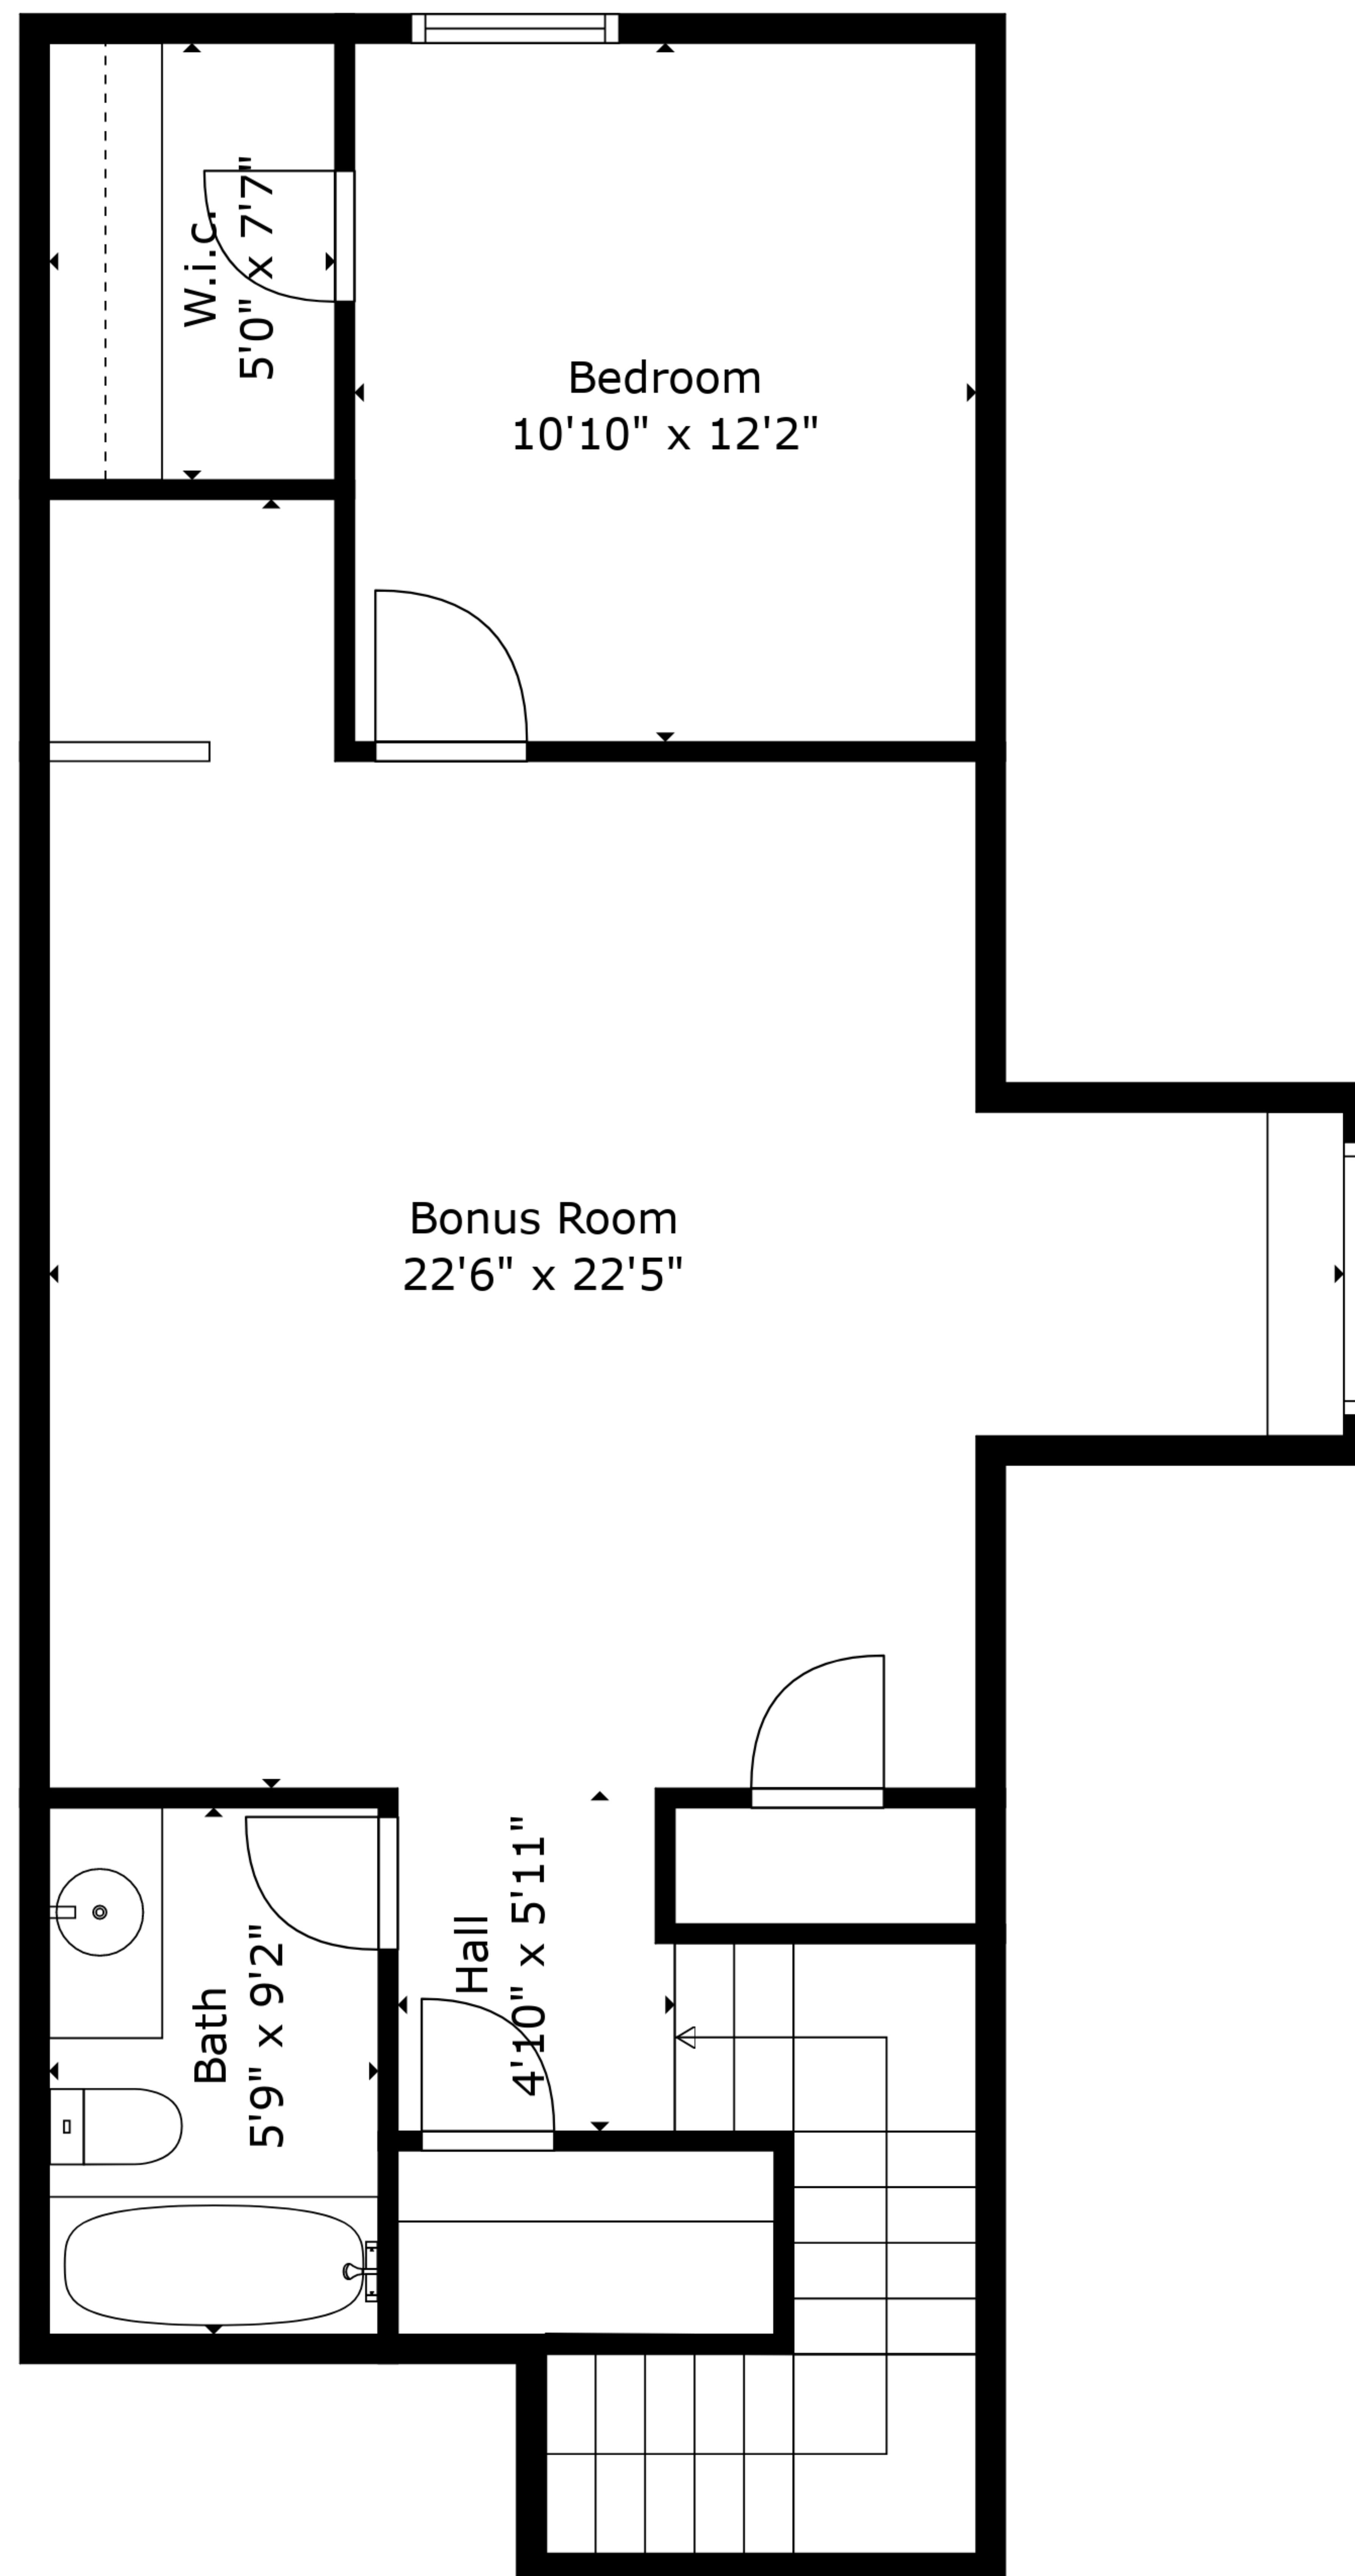 W.i.c.
5'0" x 7'7"
Bedroom
10'10" x 12'2"
Bonus Room
22'6" x 22'5"
Hall
4'10" x 5'11"
Bath
5'9" x 9'2"